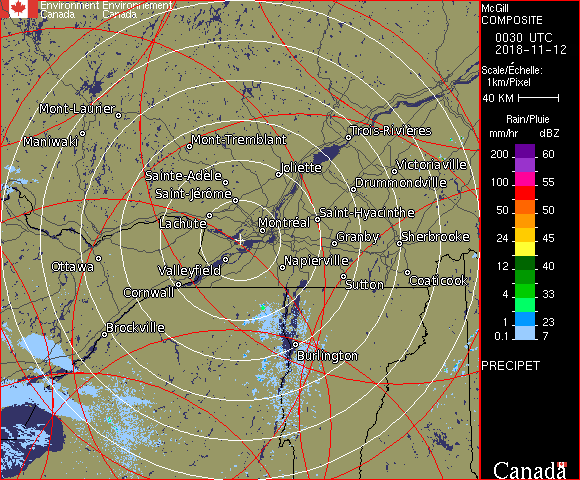 Environment Environnement
Canada Canada
McGill
COMPOSITE
0030 UTC
2018-11-12
Scale/Échelle:
1km/Pixel
40 KM
Rain/Pluie
mm/hr dBZ
200 60
100 55
50 50
24 45
12 40
4 33
1 23
0.1 7
PRECIPET
Canada
Mont-Laurier
Maniwaki
Mont-Tremblant
Trois-Rivières
Sainte-Adèle
Joliette
Victoriaville
Saint-Jérôme
Drummondville
Lachute
Montréal
Saint-Hyacinthe
Granby
Sherbrooke
Ottawa
Valleyfield
Napierville
Cornwall
Sutton
Coaticook
Brockville
Burlington